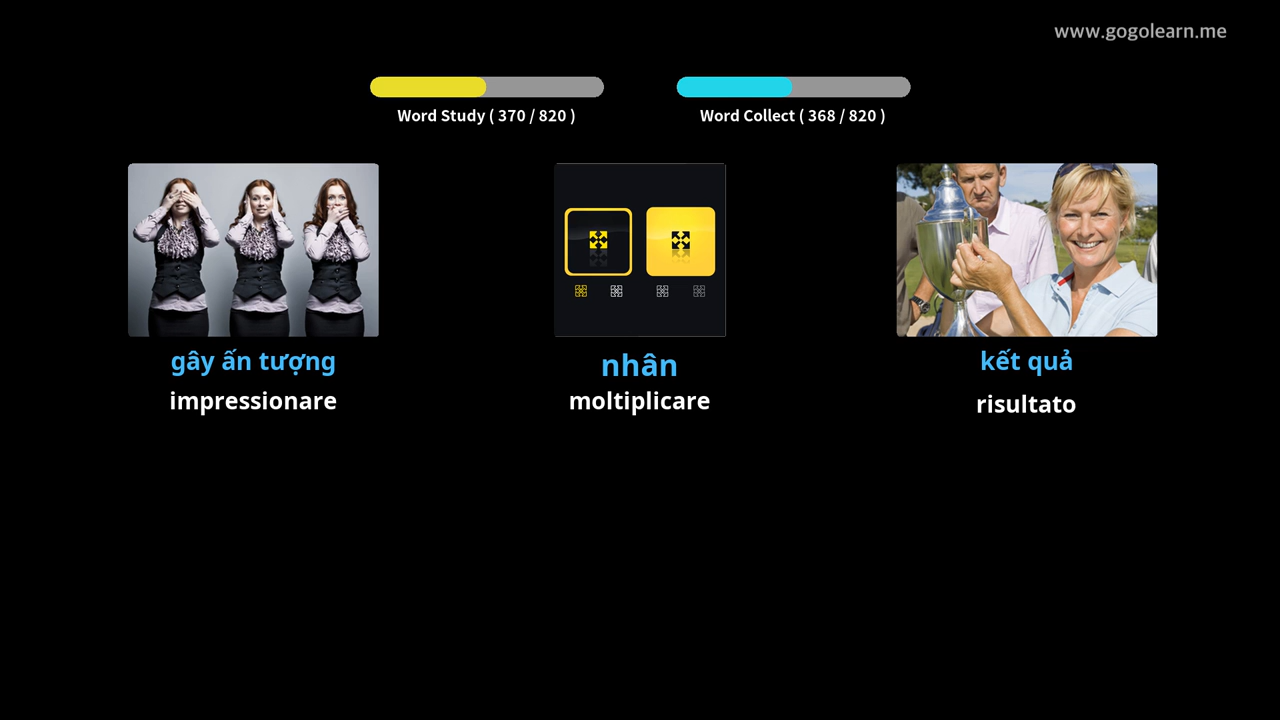 www.gogolearn.me
Word Study ( 370 / 820 )
Word Collect ( 368 / 820 )
gây ấn tượng
nhân
kết quả
impressionare
moltiplicare
risultato